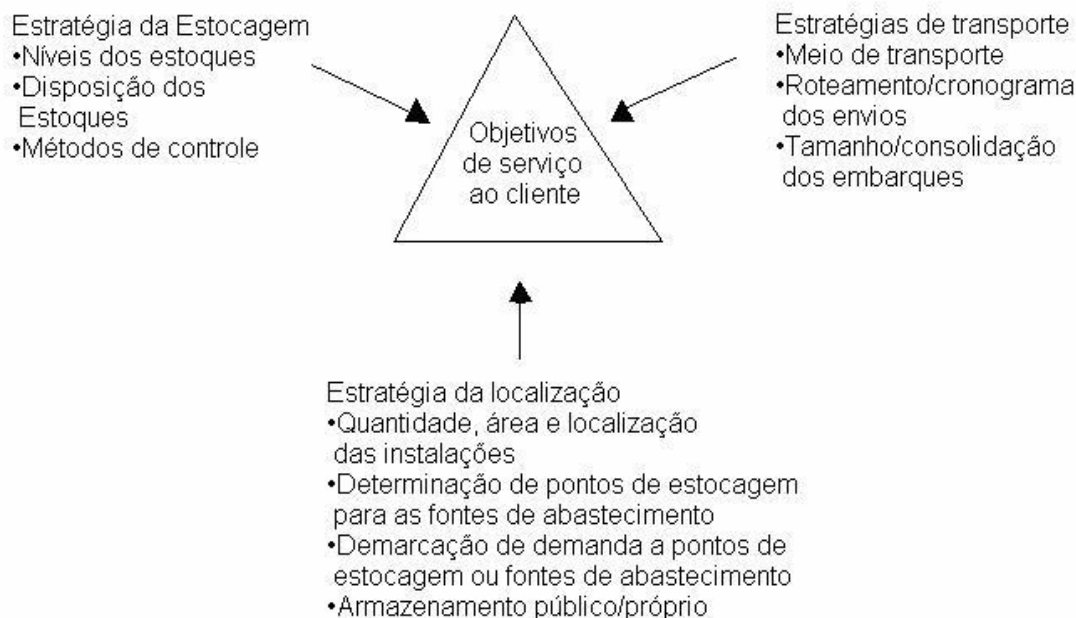 Estratégia da Estocagem
•Níveis dos estoques
•Disposição dos
Estoques
•Métodos de controle
Estratégias de transporte
•Meio de transporte
•Roteamento/cronograma
dos envios
•Tamanho/consolidação
dos embarques
Objetivos
de serviço
ao cliente
Estratégia da localização
•Quantidade, área e localização
das instalações
•Determinação de pontos de estocagem
para as fontes de abastecimento
•Demarcação de demanda a pontos de
estocagem ou fontes de abastecimento
•Armazenamento público/próprio